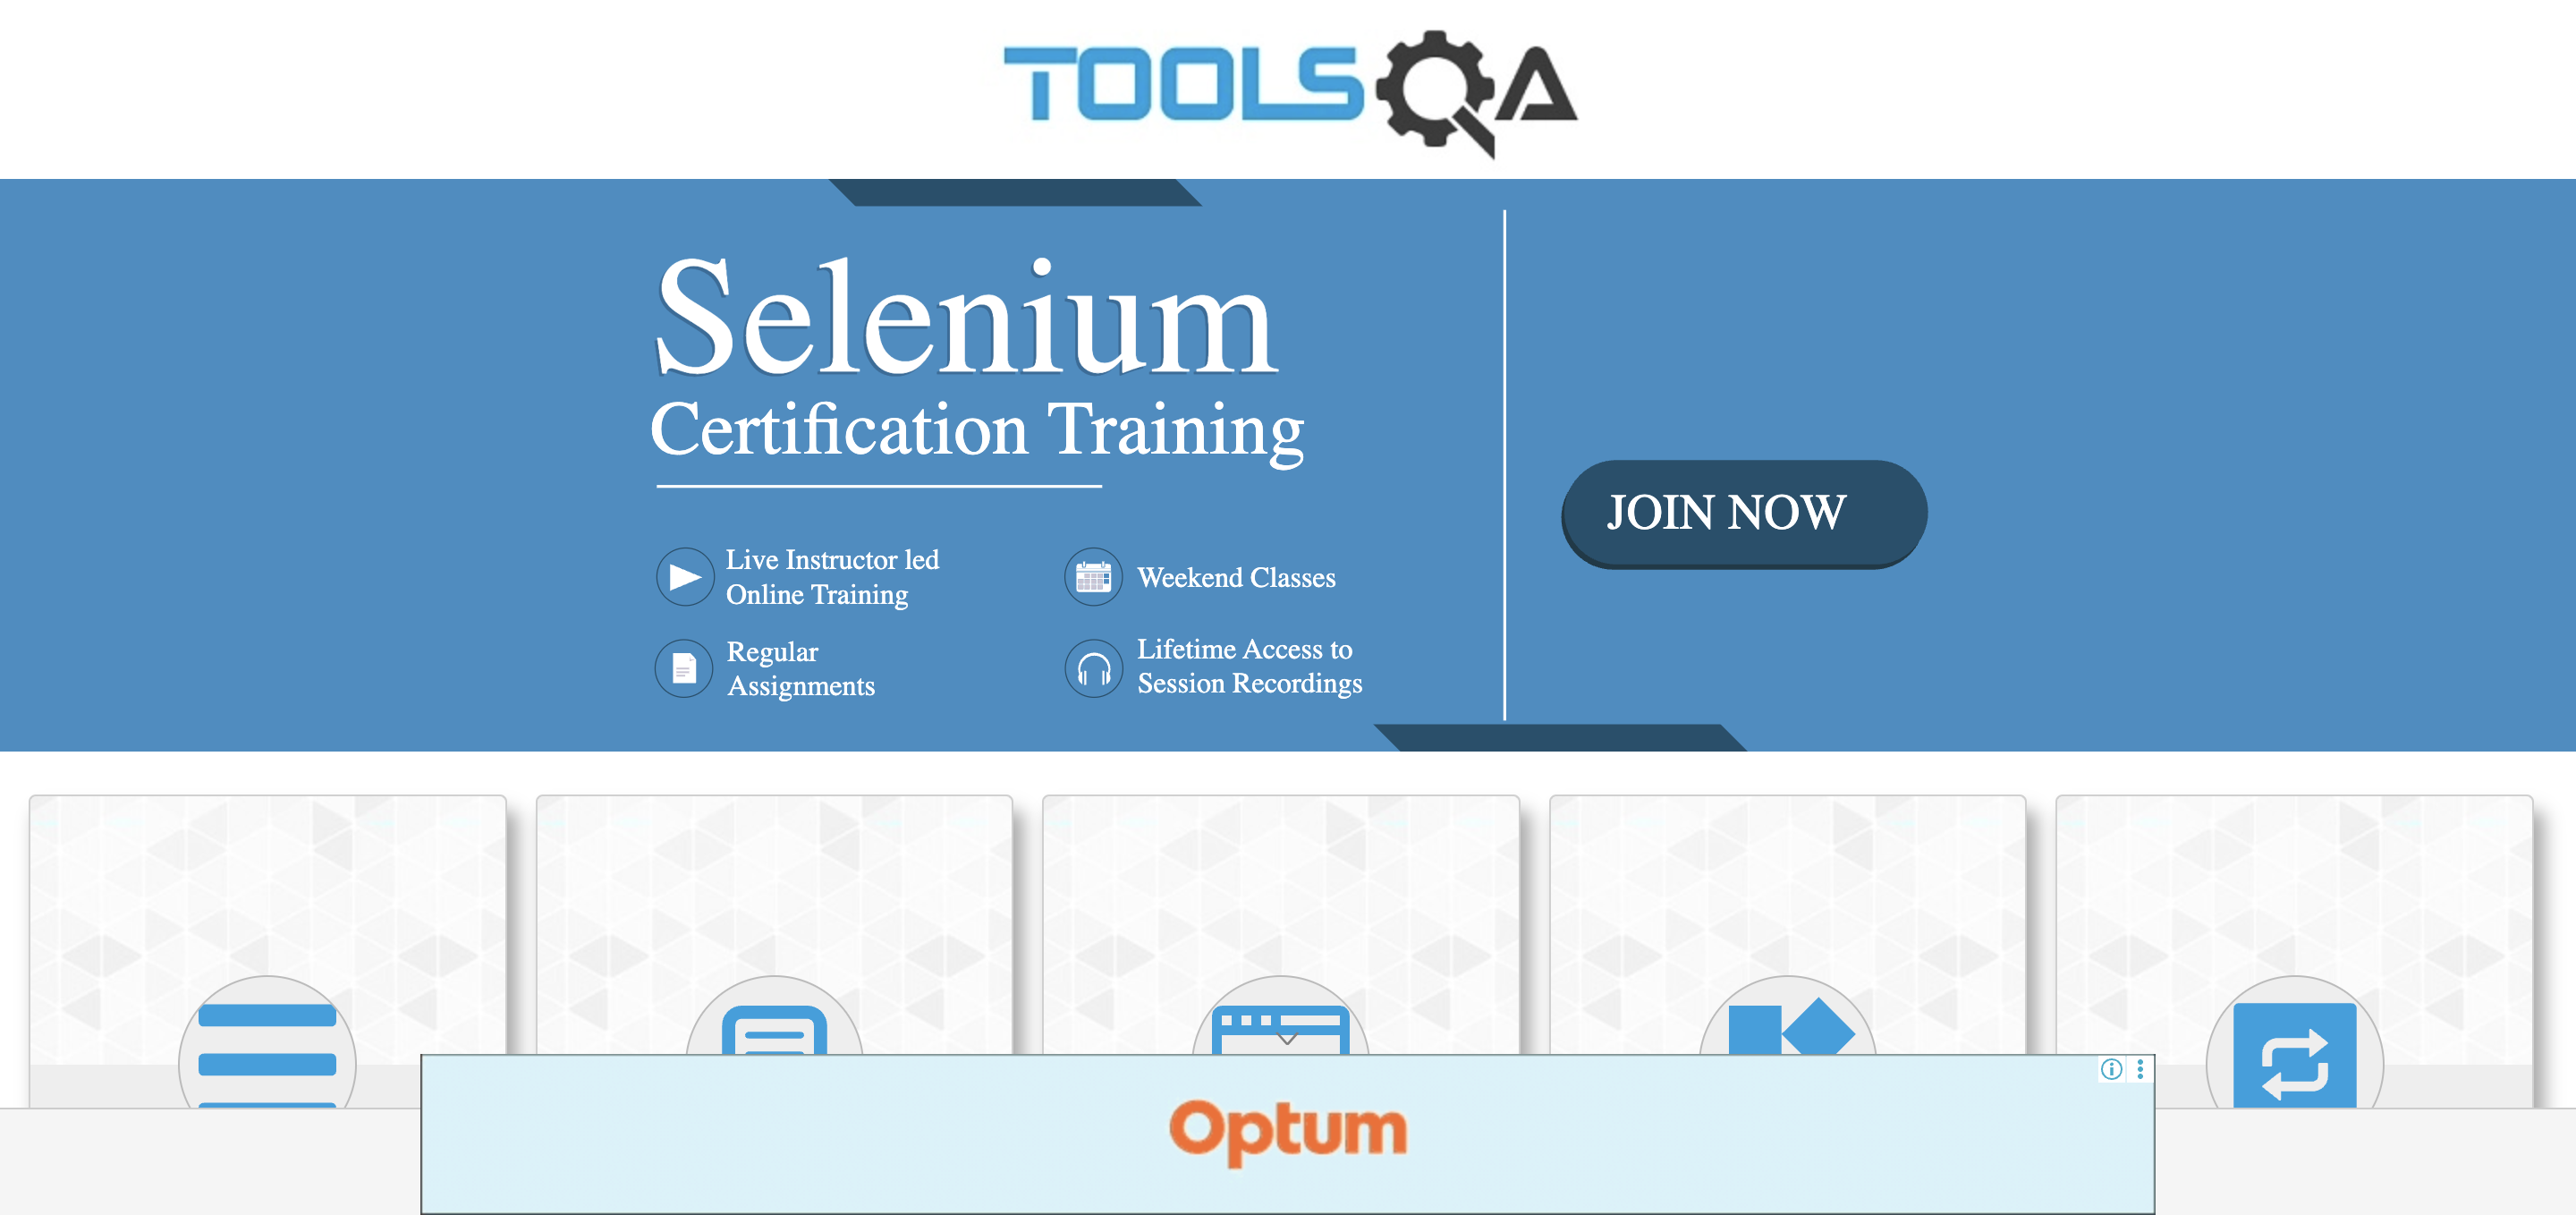 TOOLSQA
Selenium
Certification Training
Live Instructor led
Online Training
Weekend Classes
Regular
Assignments
Lifetime Access to
Session Recordings
JOIN NOW
Optum